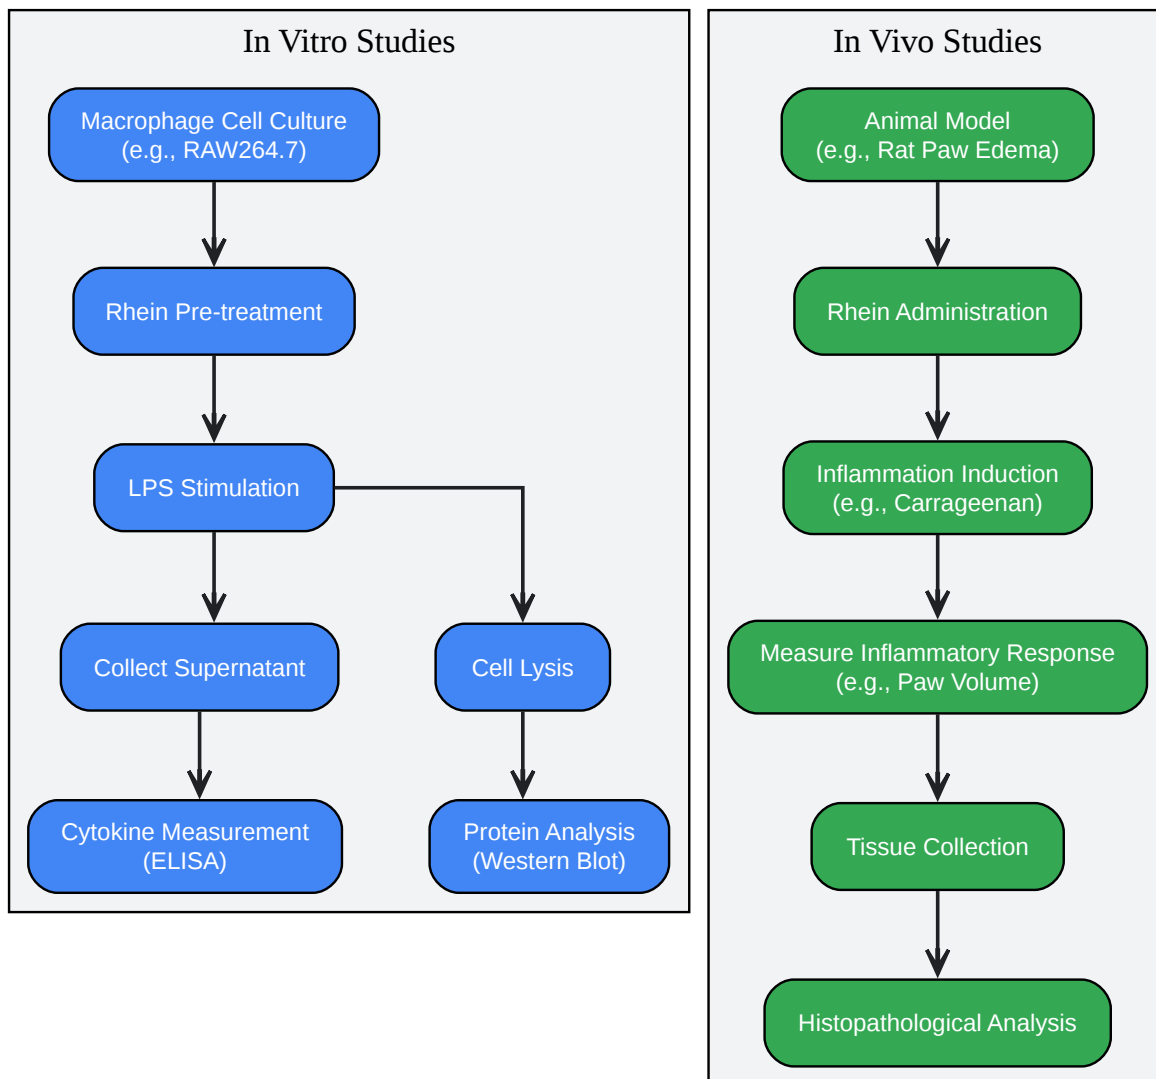 In Vitro Studies
Macrophage Cell Culture
(e.g., RAW264.7)
Rhein Pre-treatment
LPS Stimulation
Collect Supernatant
Cell Lysis
Cytokine Measurement
(ELISA)
Protein Analysis
(Western Blot)
In Vivo Studies
Animal Model
(e.g., Rat Paw Edema)
Rhein Administration
Inflammation Induction
(e.g., Carrageenan)
Measure Inflammatory Response
(e.g., Paw Volume)
Tissue Collection
Histopathological Analysis